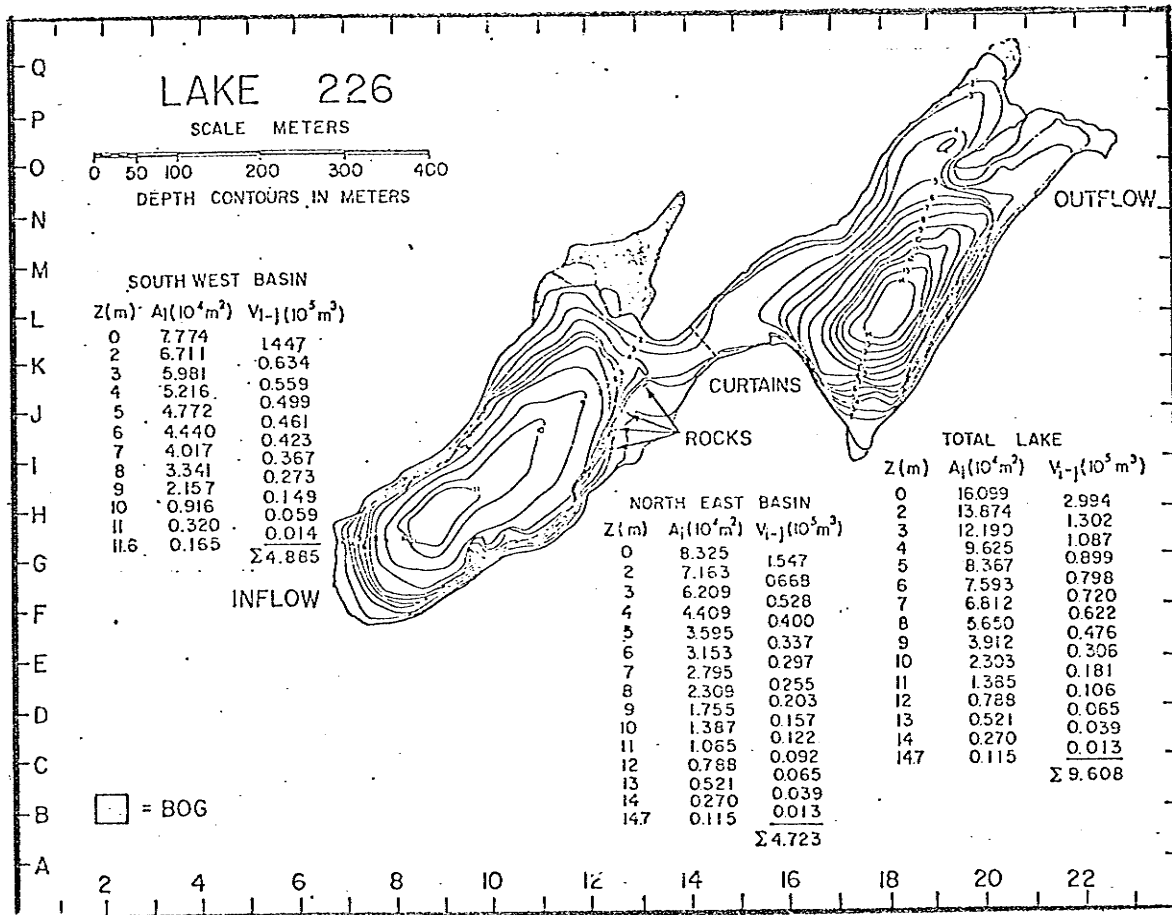 LAKE 226
SCALE METERS
0 50 100 200 300 400
DEPTH CONTOURS IN METERS
Q
P
O
N
M
L
K
J
I
H
G
F
E
D
C
B
A
SOUTH WEST BASIN
Z(m) Ai(10⁴m²) Vi-j(10⁵m³)
0 7.774
1.447
2 6.711
0.634
3 5.981
0.559
4 5.216
0.499
5 4.772
0.461
6 4.440
0.423
7 4.017
0.367
8 3.341
0.273
9 2.157
0.149
10 0.916
0.059
11 0.320
0.014
11.6 0.165
Σ4.885
INFLOW
OUTFLOW
CURTAINS
ROCKS
NORTH EAST BASIN
Z(m) Ai(10⁴m²) Vi-j(10⁵m³)
0 8.325
1.547
2 7.163
0.668
3 6.209
0.528
4 4.409
0.400
5 3.595
0.337
6 3.153
0.297
7 2.795
0.255
8 2.309
0.203
9 1.755
0.157
10 1.387
0.122
11 1.065
0.092
12 0.788
0.065
13 0.521
0.039
14 0.270
0.013
14.7 0.115
Σ4.723
TOTAL LAKE
Z(m) Ai(10⁴m²) Vi-j(10⁵m³)
0 16.099
2.994
2 13.874
1.302
3 12.190
1.087
4 9.625
0.899
5 8.367
0.798
6 7.593
0.720
7 6.812
0.622
8 5.650
0.476
9 3.912
0.306
10 2.303
0.181
11 1.385
0.106
12 0.788
0.065
13 0.521
0.039
14 0.270
0.013
14.7 0.115
Σ 9.608
= BOG
2 4 6 8 10 12 14 16 18 20 22